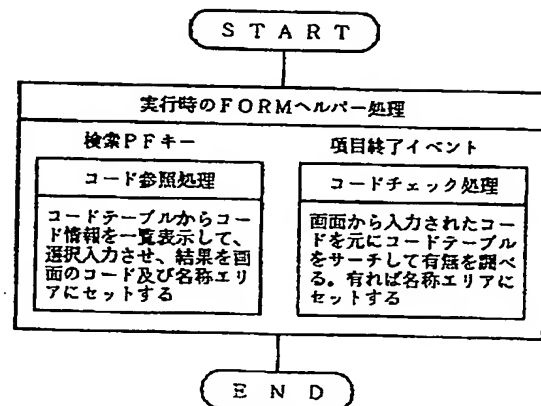 START
実行時のFORMヘルパー処理
検索PFキー
コード参照処理
コードテーブルからコー
ド情報を一覧表示して、
選択入力させ、結果を画
面のコード及び名称エリ
アにセットする
項目終了イベント
コードチェック処理
画面から入力されたコー
ドを元にコードテーブル
をサーチして有無を調べ
る。有れば名称エリアに
セットする
END